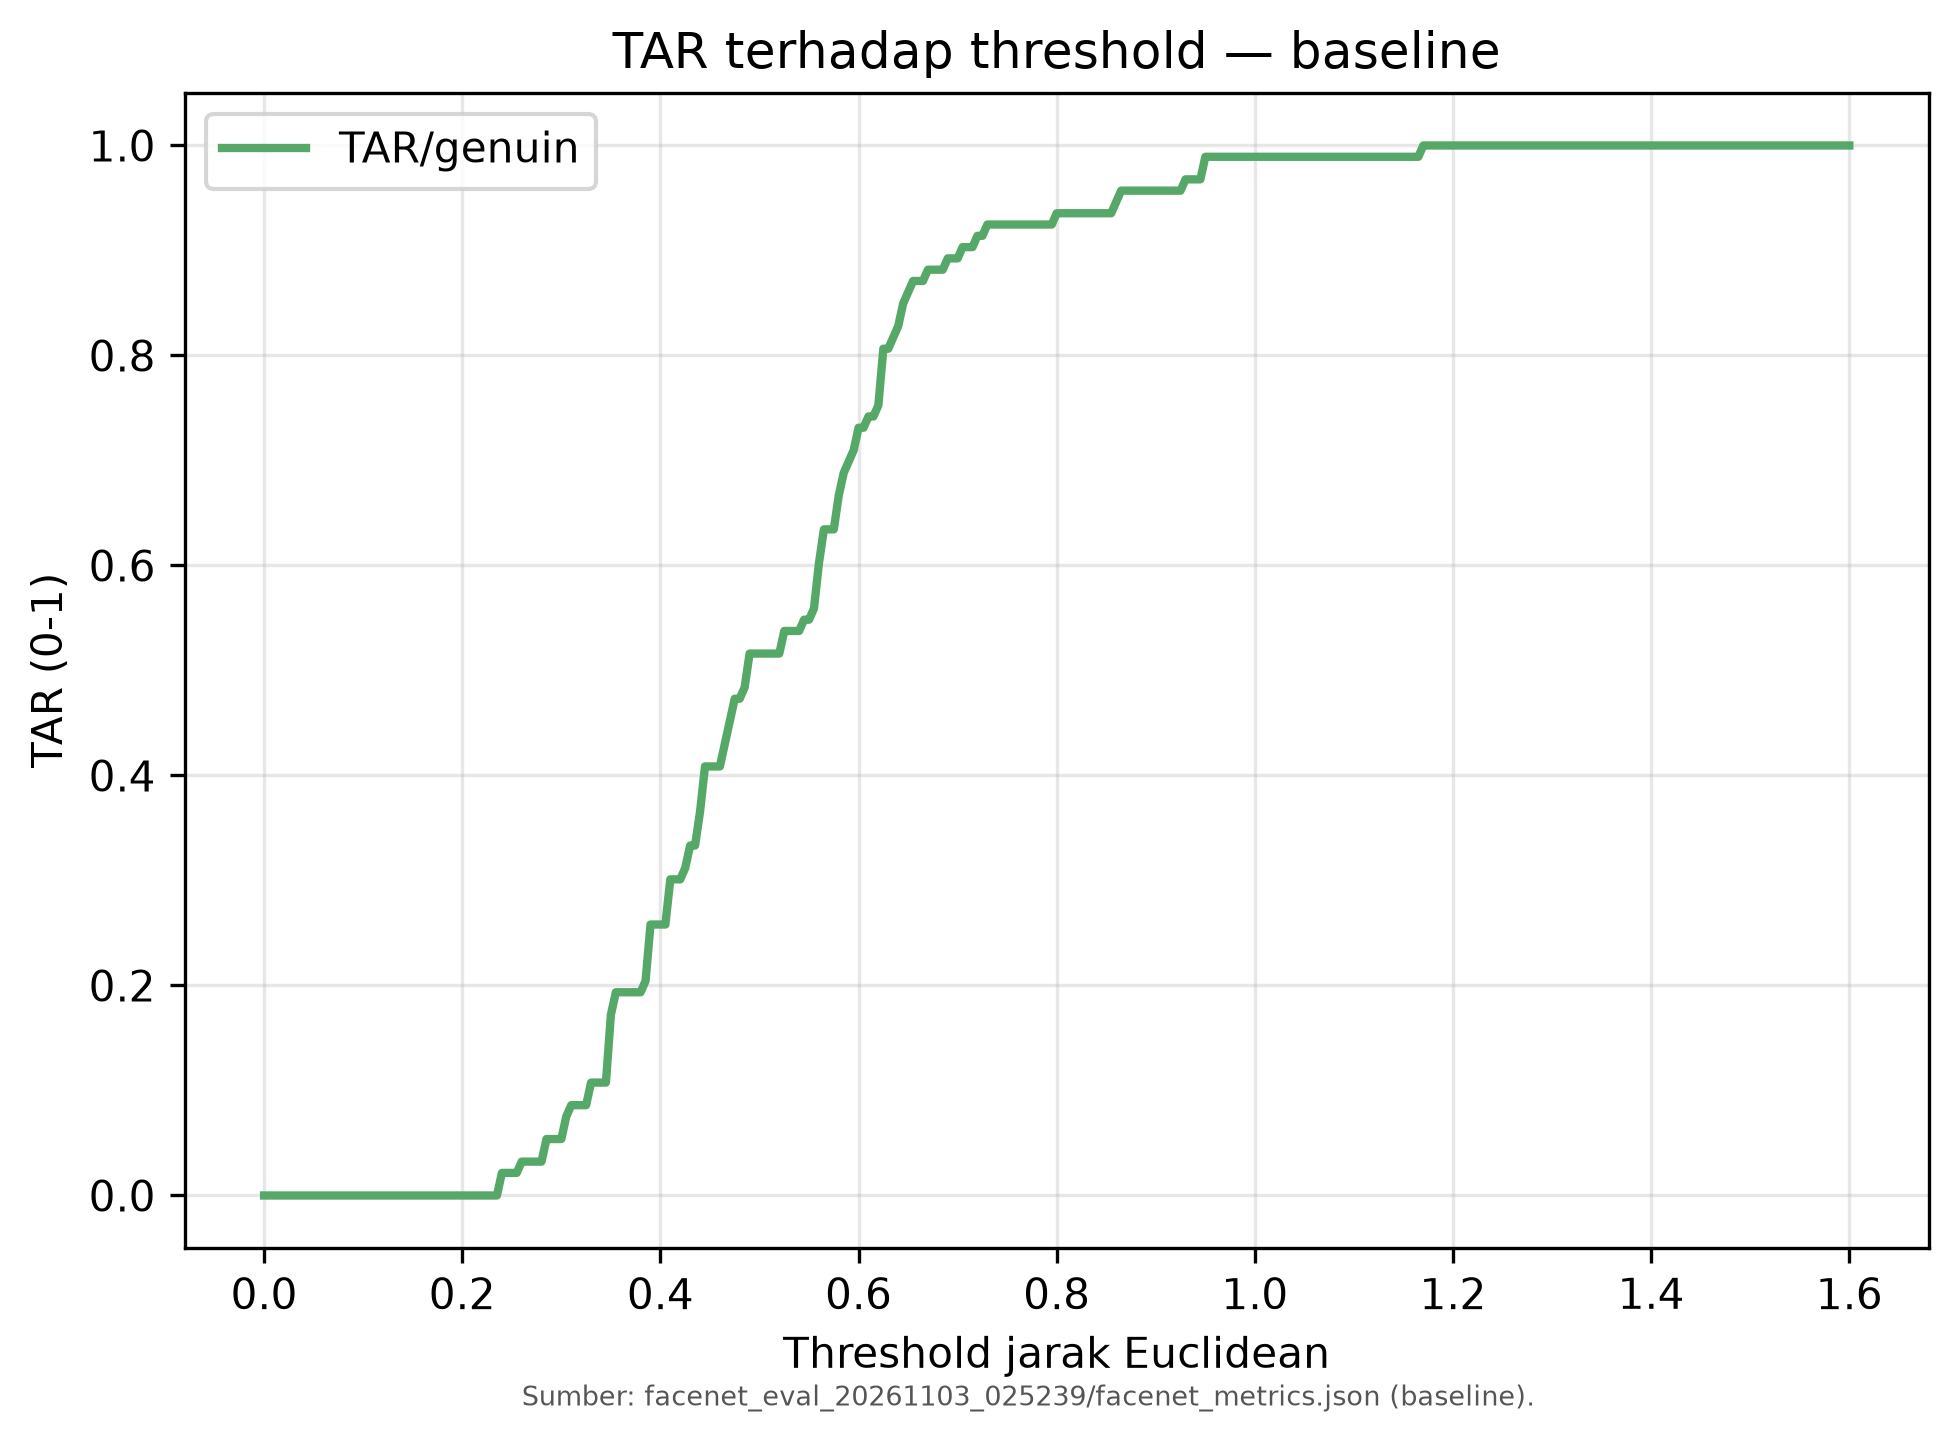 TAR terhadap threshold — baseline
TAR/genuin
1.0
0.8
0.6
0.4
0.2
0.0
TAR (0-1)
0.0 0.2 0.4 0.6 0.8 1.0 1.2 1.4 1.6
Threshold jarak Euclidean
Sumber: facenet_eval_20261103_025239/facenet_metrics.json (baseline).